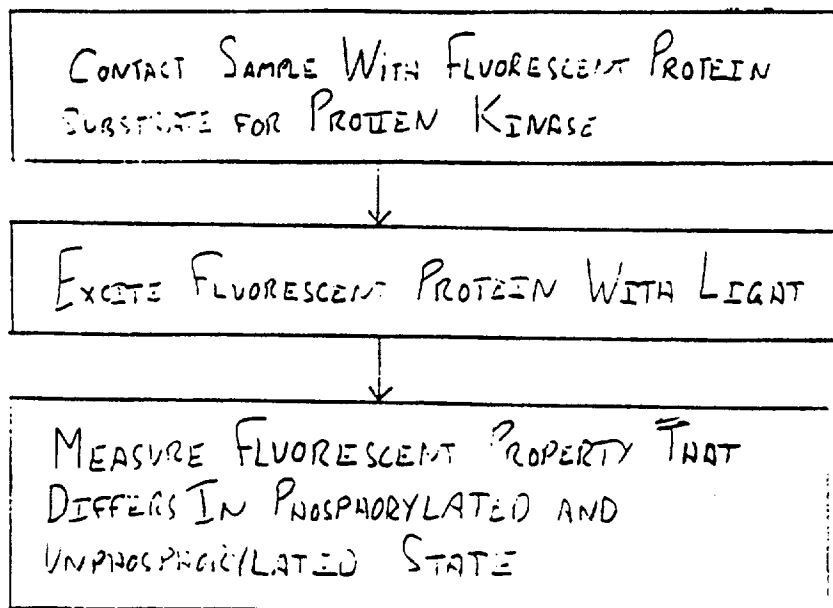 CONTACT SAMPLE WITH FLUORESCENT PROTEIN
SUBSTRATE FOR PROTIEN KINASE
EXCITE FLUORESCENT PROTEIN WITH LIGHT
MEASURE FLUORESCENT PROPERTY THAT
DIFFERS IN PHOSPHORYLATED AND
UNPHOSPHORYLATED STATE